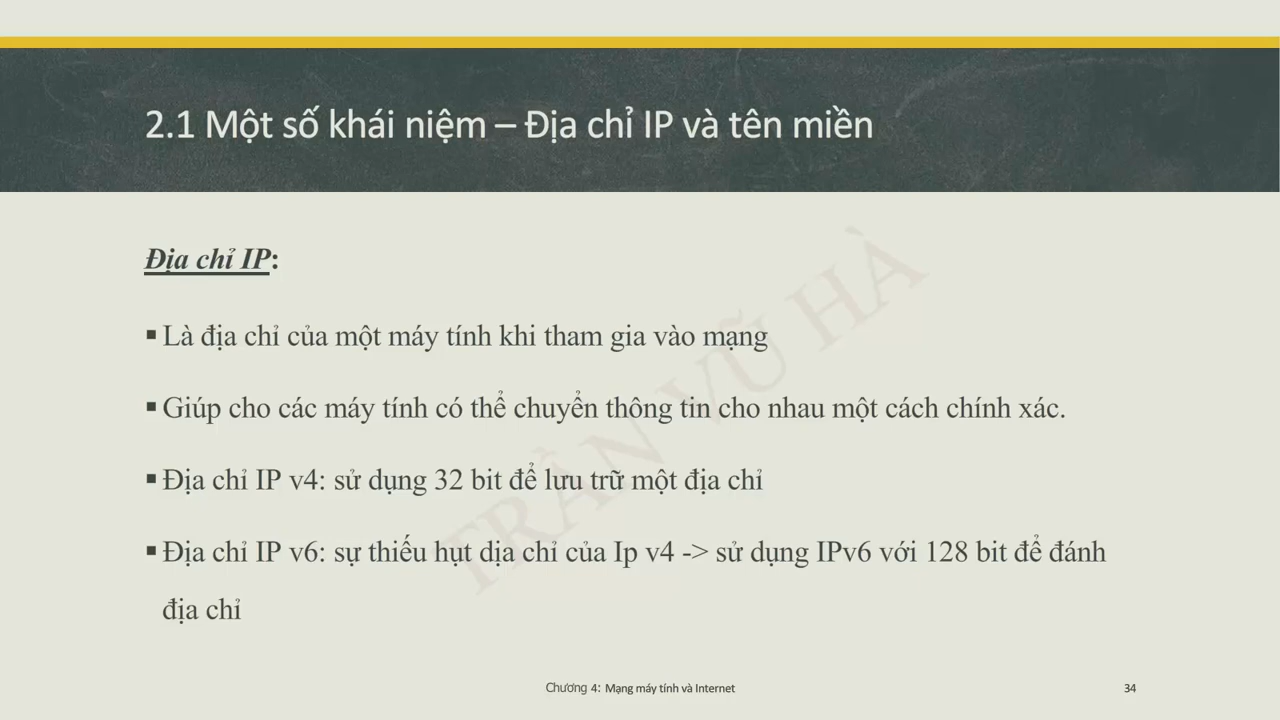 2.1 Một số khái niệm – Địa chỉ IP và tên miền
Địa chỉ IP:
▪ Là địa chỉ của một máy tính khi tham gia vào mạng
▪ Giúp cho các máy tính có thể chuyển thông tin cho nhau một cách chính xác.
▪ Địa chỉ IP v4: sử dụng 32 bit để lưu trữ một địa chỉ
▪ Địa chỉ IP v6: sự thiếu hụt dịa chỉ của Ip v4 -> sử dụng IPv6 với 128 bit để đánh
địa chỉ
TRẦN VŨ HÀ
Chương 4: Mạng máy tính và Internet
34